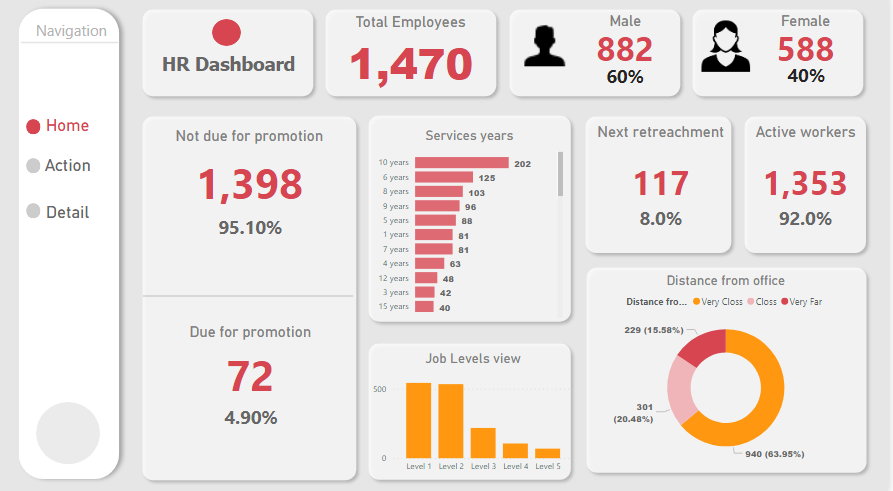 Navigation
Home
Action
Detail
HR Dashboard
Total Employees
1,470
Male
882
60%
Female
588
40%
Not due for promotion
1,398
95.10%
Due for promotion
72
4.90%
Services years
10 years 202
6 years 125
8 years 103
9 years 96
5 years 88
1 years 81
7 years 81
4 years 63
12 years 48
3 years 42
15 years 40
Job Levels view
500
0
Level 1 Level 2 Level 3 Level 4 Level 5
Next retreachment
117
8.0%
Active workers
1,353
92.0%
Distance from office
Distance fro... Very Closs Closs Very Far
229 (15.58%)
301
(20.48%)
940 (63.95%)